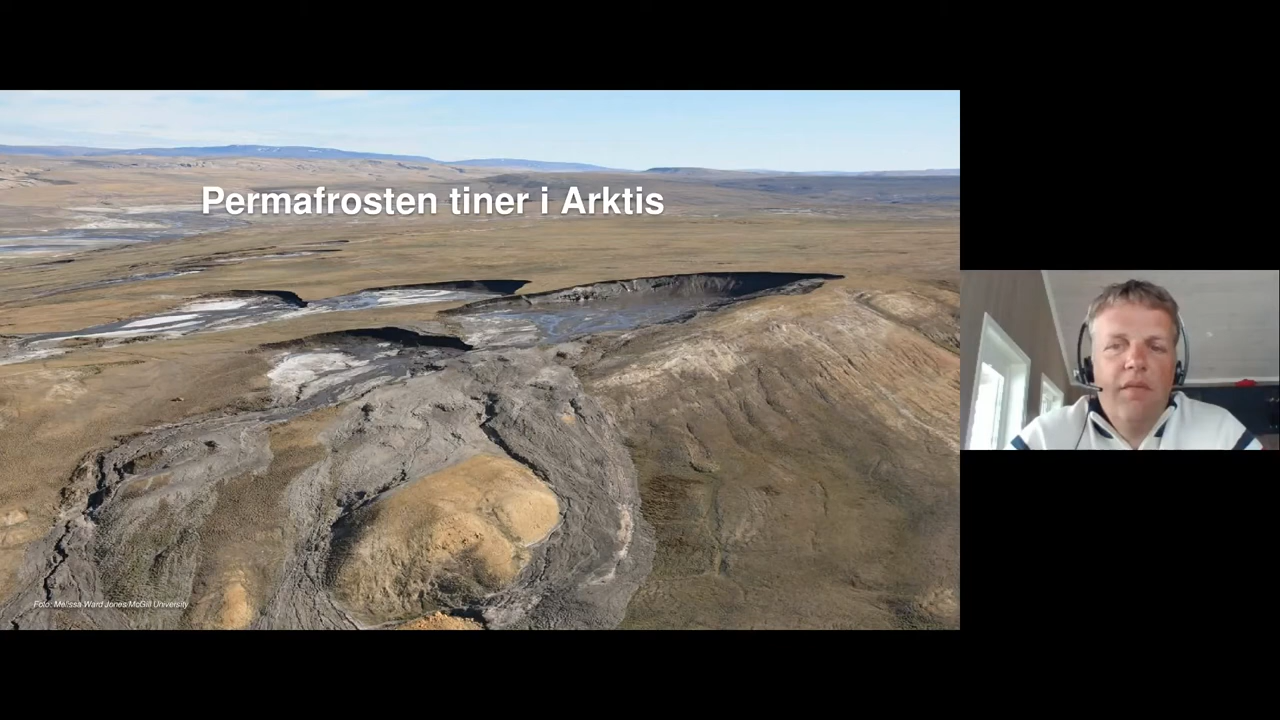 Permafrosten tiner i Arktis
Foto: Melissa Ward Jones/McGill University